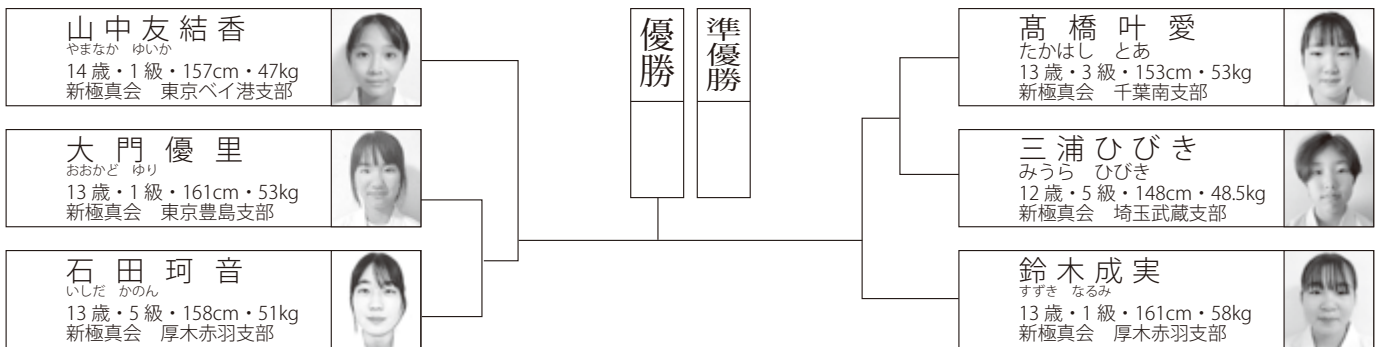 山中友結香
やまなか ゆいか
14歳・1級・157cm・47kg
新極真会 東京ベイ港支部
大門優里
おおかど ゆり
13歳・1級・161cm・53kg
新極真会 東京豊島支部
石田珂音
いしだ かのん
13歳・5級・158cm・51kg
新極真会 厚木赤羽支部
優勝
準優勝
髙橋叶愛
たかはし とあ
13歳・3級・153cm・53kg
新極真会 千葉南支部
三浦ひびき
みうら ひびき
12歳・5級・148cm・48.5kg
新極真会 埼玉武蔵支部
鈴木成実
すずき なるみ
13歳・1級・161cm・58kg
新極真会 厚木赤羽支部